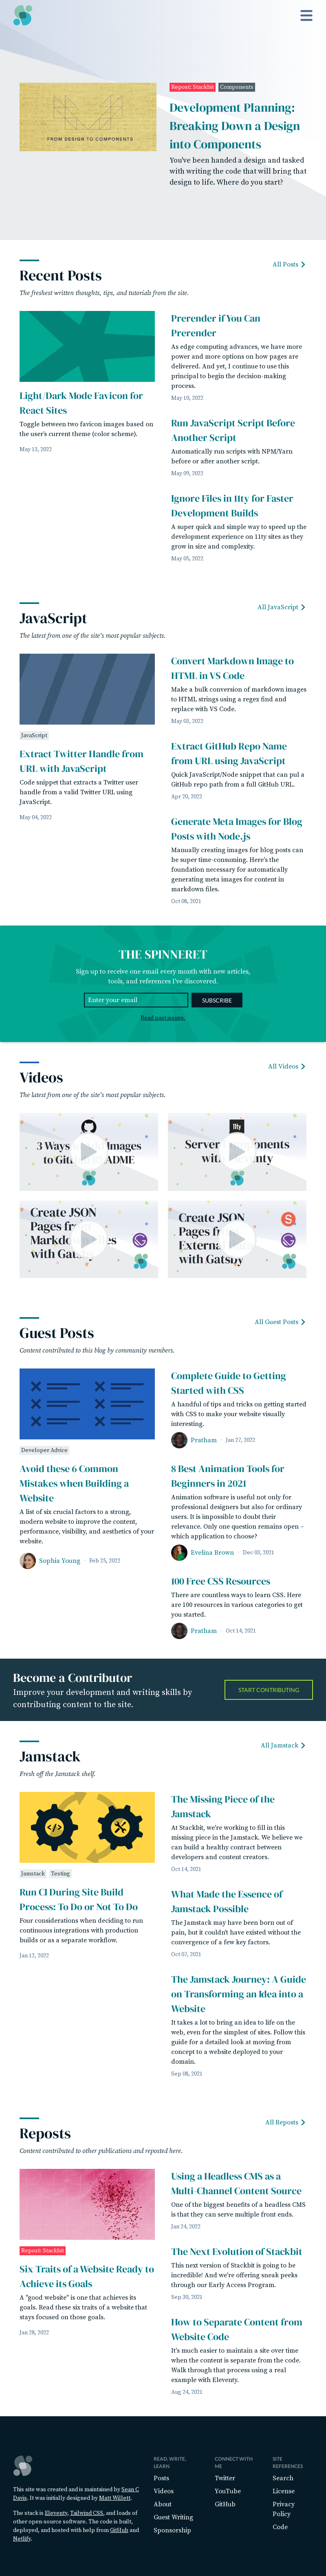 Repost: Stackbit Components
Development Planning:
Breaking Down a Design
into Components
FROM DESIGN TO COMPONENTS
You've been handed a design and tasked
with writing the code that will bring that
design to life. Where do you start?
Recent Posts
All Posts
The freshest written thoughts, tips, and tutorials from the site.
Light/Dark Mode Favicon for
React Sites
Toggle between two favicon images based on
the user's current theme (color scheme).
May 12, 2022
Prerender if You Can
Prerender
As edge computing advances, we have more
power and more options on how pages are
delivered. And yet, I continue to use this
principal to begin the decision-making
process.
May 10, 2022
Run JavaScript Script Before
Another Script
Automatically run scripts with NPM/Yarn
before or after another script.
May 09, 2022
Ignore Files in 11ty for Faster
Development Builds
A super quick and simple way to speed up the
development experience on 11ty sites as they
grow in size and complexity.
May 05, 2022
JavaScript
All JavaScript
The latest from one of the site's most popular subjects.
JavaScript
Extract Twitter Handle from
URL with JavaScript
Code snippet that extracts a Twitter user
handle from a valid Twitter URL using
JavaScript.
May 04, 2022
Convert Markdown Image to
HTML in VS Code
Make a bulk conversion of markdown images
to HTML strings using a regex find and
replace with VS Code.
May 03, 2022
Extract GitHub Repo Name
from URL using JavaScript
Quick JavaScript/Node snippet that can pul a
GitHub repo path from a full GitHub URL.
Apr 20, 2022
Generate Meta Images for Blog
Posts with Node.js
Manually creating images for blog posts can
be super time-consuming. Here's the
foundation necessary for automatically
generating meta images for content in
markdown files.
Oct 08, 2021
THE SPINNERET
Sign up to receive one email every month with new articles,
tools, and references I've discovered.
Enter your email
SUBSCRIBE
Read past issues.
Videos
All Videos
The latest from one of the site's most popular subjects.
3 Ways Images
to Git ADME
11ty
Server ponents
with nty
Create JSON
Pages fr
Markdo es
with Gats
Create JSON
Pages f
Externa
with Gatsby
Guest Posts
All Guest Posts
Content contributed to this blog by community members.
Developer Advice
Avoid these 6 Common
Mistakes when Building a
Website
A list of six crucial factors to a strong,
modern website to improve the content,
performance, visibility, and aesthetics of your
website.
Sophia Young · Feb 25, 2022
Complete Guide to Getting
Started with CSS
A handful of tips and tricks on getting started
with CSS to make your website visually
interesting.
Pratham · Jan 27, 2022
8 Best Animation Tools for
Beginners in 2021
Animation software is useful not only for
professional designers but also for ordinary
users. It is impossible to doubt their
relevance. Only one question remains open –
which application to choose?
Evelina Brown · Dec 03, 2021
100 Free CSS Resources
There are countless ways to learn CSS. Here
are 100 resources in various categories to get
you started.
Pratham · Oct 14, 2021
Become a Contributor
Improve your development and writing skills by
contributing content to the site.
START CONTRIBUTING
Jamstack
All Jamstack
Fresh off the Jamstack shelf.
Jamstack Testing
Run CI During Site Build
Process: To Do or Not To Do
Four considerations when deciding to run
continuous integrations with production
builds or as a separate workflow.
Jan 12, 2022
The Missing Piece of the
Jamstack
At Stackbit, we're working to fill in this
missing piece in the Jamstack. We believe we
can build a healthy contract between
developers and content creators.
Oct 14, 2021
What Made the Essence of
Jamstack Possible
The Jamstack may have been born out of
pain, but it couldn't have existed without the
convergence of a few key factors.
Oct 07, 2021
The Jamstack Journey: A Guide
on Transforming an Idea into a
Website
It takes a lot to bring an idea to life on the
web, even for the simplest of sites. Follow this
guide for a detailed look at moving from
concept to a website deployed to your
domain.
Sep 08, 2021
Reposts
All Reposts
Content contributed to other publications and reposted here.
Repost: Stackbit
Six Traits of a Website Ready to
Achieve its Goals
A "good website" is one that achieves its
goals. Read these six traits of a website that
stays focused on those goals.
Jan 28, 2022
Using a Headless CMS as a
Multi-Channel Content Source
One of the biggest benefits of a headless CMS
is that they can serve multiple front ends.
Jan 24, 2022
The Next Evolution of Stackbit
This next version of Stackbit is going to be
incredible! And we're offering sneak peeks
through our Early Access Program.
Sep 30, 2021
How to Separate Content from
Website Code
It's much easier to maintain a site over time
when the content is separate from the code.
Walk through that process using a real
example with Eleventy.
Aug 24, 2021
This site was created and is maintained by Sean C
Davis. It was initially designed by Matt Willett.
The stack is Eleventy, Tailwind CSS, and loads of
other open-source software. The code is built,
deployed, and hosted with help from GitHub and
Netlify.
READ, WRITE,
LEARN
Posts
Videos
About
Guest Writing
Sponsorship
CONNECT WITH
ME
Twitter
YouTube
GitHub
SITE
REFERENCES
Search
License
Privacy
Policy
Code